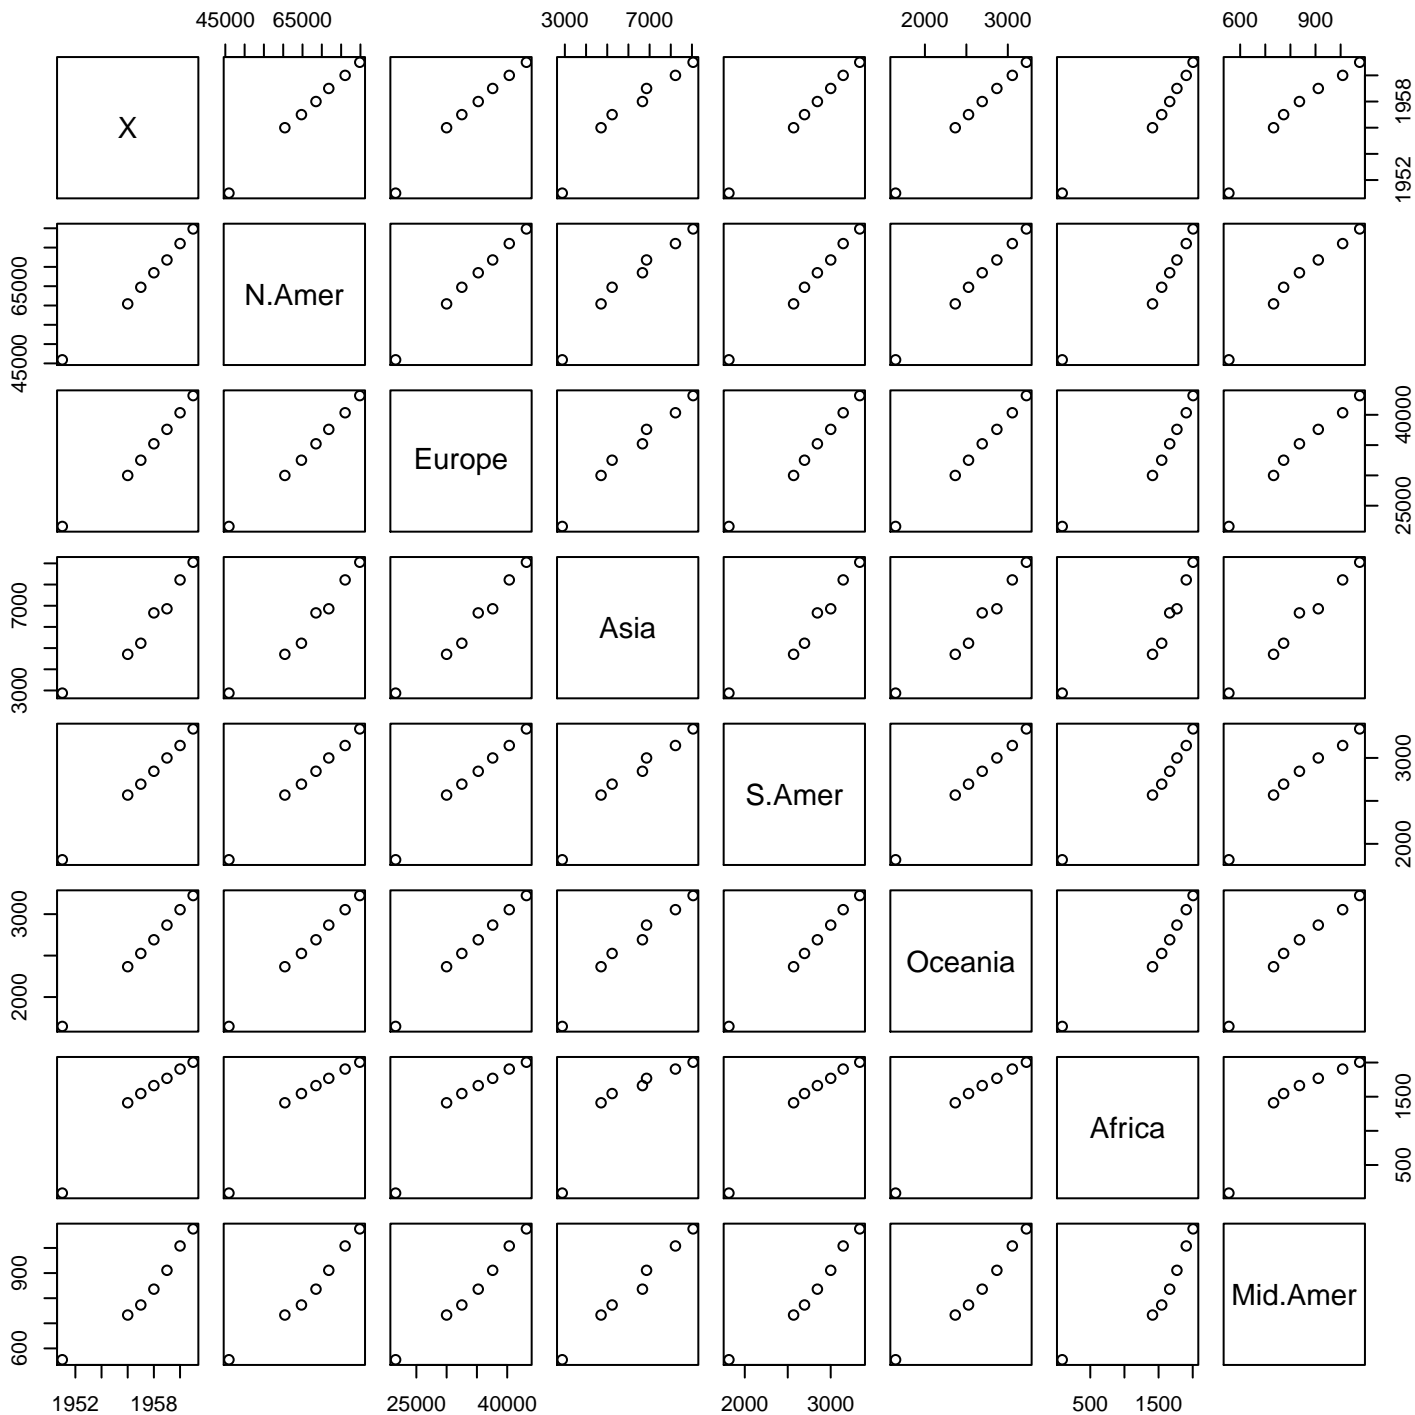 45000 65000 3000 7000 2000 3000 600 900
X 1952 1958
45000 65000 N.Amer
Europe 25000 40000
3000 7000 Asia
S.Amer 2000 3000
2000 3000 Oceania
Africa 500 1500
600 900 Mid.Amer
1952 1958 25000 40000 2000 3000 500 1500